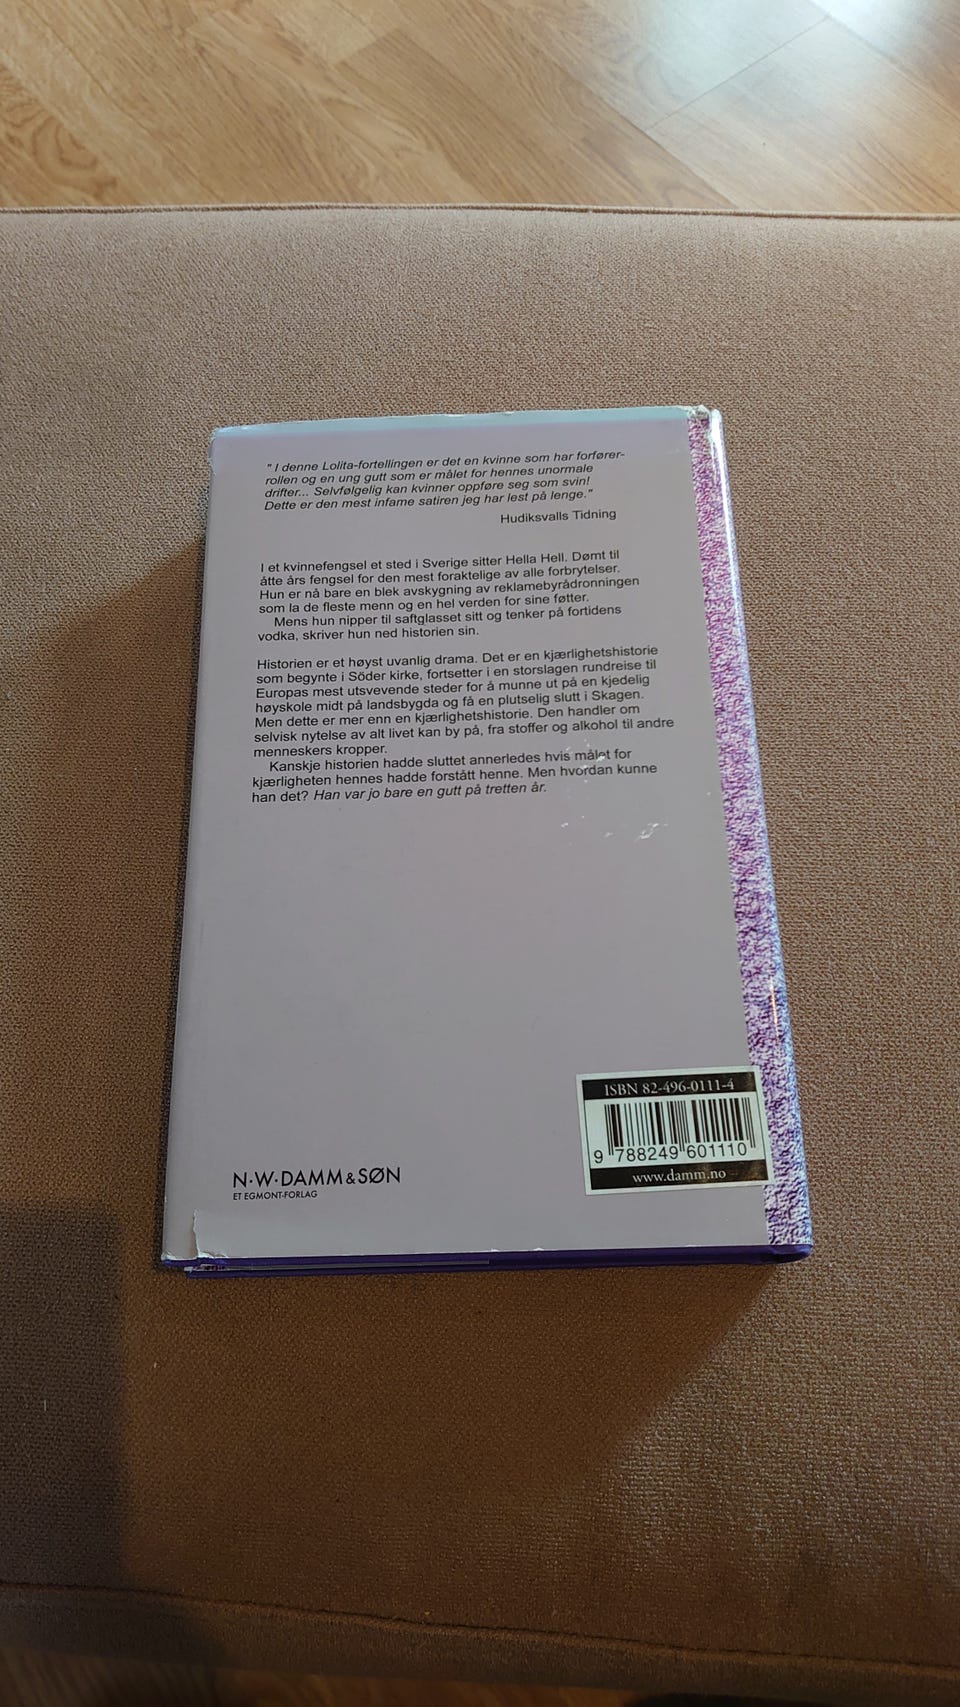 " I denne Lolita-fortellingen er det en kvinne som har forfører-
rollen og en ung gutt som er målet for hennes unormale
drifter... Selvfølgelig kan kvinner oppføre seg som svin!
Dette er den mest infame satiren jeg har lest på lenge."
Hudiksvalls Tidning
I et kvinnefengsel et sted i Sverige sitter Hella Hell. Dømt til
åtte års fengsel for den mest foraktelige av alle forbrytelser.
Hun er nå bare en blek avskygning av reklamebyrådronningen
som la de fleste menn og en hel verden for sine føtter.
Mens hun nipper til saftglasset sitt og tenker på fortidens
vodka, skriver hun ned historien sin.
Historien er et høyst uvanlig drama. Det er en kjærlighetshistorie
som begynte i Söder kirke, fortsetter i en storslagen rundreise til
Europas mest utsvevende steder for å munne ut på en kjedelig
høyskole midt på landsbygda og få en plutselig slutt i Skagen.
Men dette er mer enn en kjærlighetshistorie. Den handler om
selvisk nytelse av alt livet kan by på, fra stoffer og alkohol til andre
menneskers kropper.
Kanskje historien hadde sluttet annerledes hvis målet for
kjærligheten hennes hadde forstått henne. Men hvordan kunne
han det? Han var jo bare en gutt på tretten år.
ISBN 82-496-0111-4
9 788249 601110
www.damm.no
N·W·DAMM & SØN
ET EGMONT-FORLAG